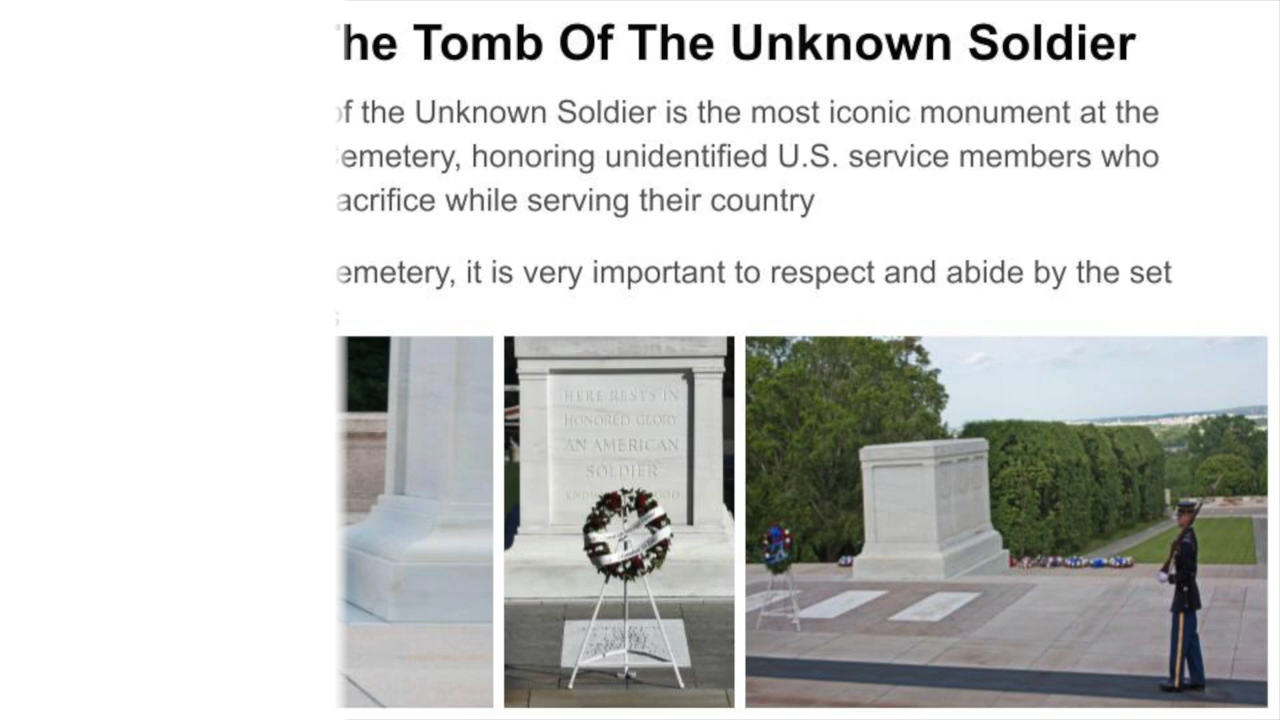 he Tomb Of The Unknown Soldier
of the Unknown Soldier is the most iconic monument at the
emetery, honoring unidentified U.S. service members who
acrifice while serving their country
emetery, it is very important to respect and abide by the set
s
HERE RESTS IN
HONORED GLORY
AN AMERICAN
SOLDIER